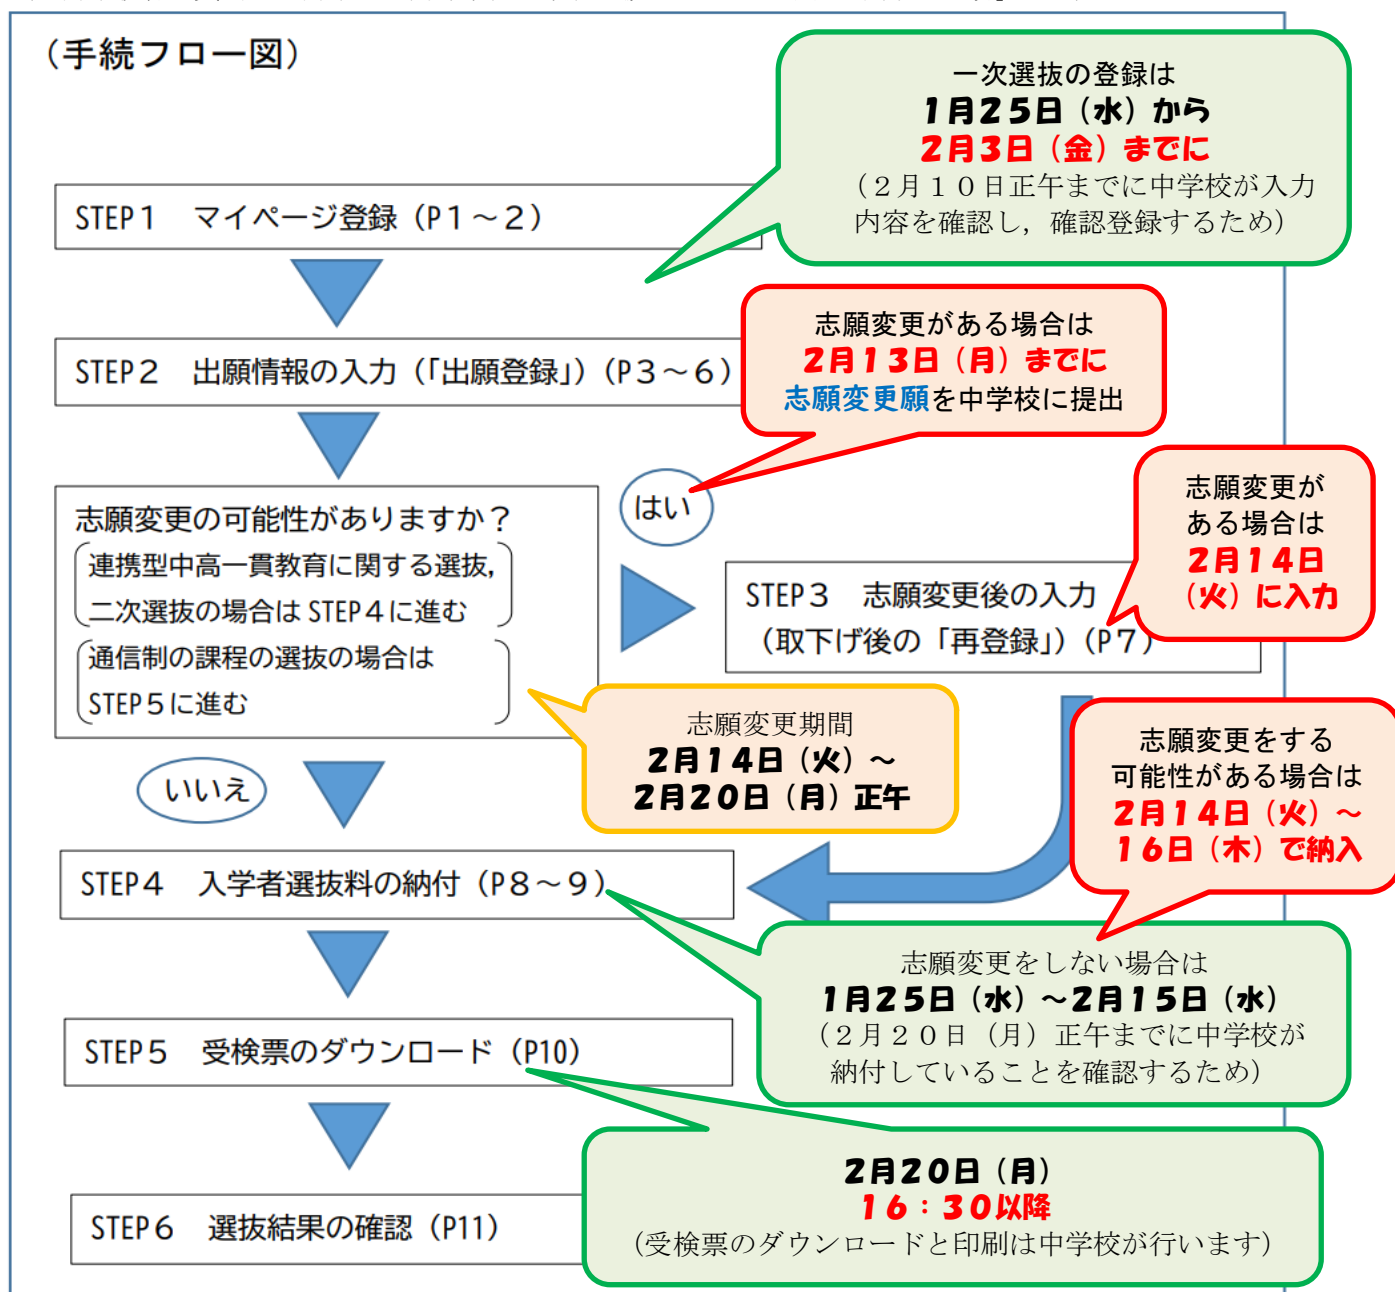 （手続フロー図）
一次選抜の登録は
１月２５日（水）から
２月３日（金）までに
（２月１０日正午までに中学校が入力
内容を確認し，確認登録するため）
STEP１　マイページ登録（P１～２）
志願変更がある場合は
２月１３日（月）までに
志願変更願を中学校に提出
STEP２　出願情報の入力（「出願登録」）（P３～６）
志願変更の可能性がありますか？
連携型中高一貫教育に関する選抜，
二次選抜の場合は STEP４に進む
通信制の課程の選抜の場合は
STEP５に進む
はい
志願変更が
ある場合は
２月１４日
（火）に入力
STEP３　志願変更後の入力
（取下げ後の「再登録」）（P７）
志願変更期間
２月１４日（火）～
２月２０日（月）正午
志願変更をする
可能性がある場合は
２月１４日（火）～
１６日（木）で納入
いいえ
STEP４　入学者選抜料の納付（P８～９）
志願変更をしない場合は
１月２５日（水）～２月１５日（水）
（２月２０日（月）正午までに中学校が
納付していることを確認するため）
STEP５　受検票のダウンロード（P10）
２月２０日（月）
１６：３０以降
（受検票のダウンロードと印刷は中学校が行います）
STEP６　選抜結果の確認（P11）